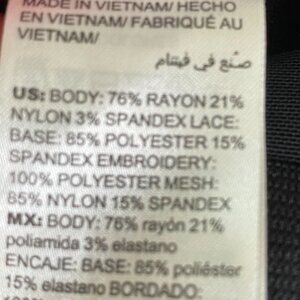 MADE IN VIETNAM/ HECHO
EN VIETNAM/ FABRIQUÉ AU
VIETNAM/
صنع في فيتنام
US: BODY: 76% RAYON 21%
NYLON 3% SPANDEX LACE:
BASE: 85% POLYESTER 15%
SPANDEX EMBROIDERY:
100% POLYESTER MESH:
65% NYLON 15% SPANDEX
MX: BODY: 76% rayón 21%
poliamida 3% elastano
ENCAJE: BASE: 85% poliéster
15% elastano BORDADO: